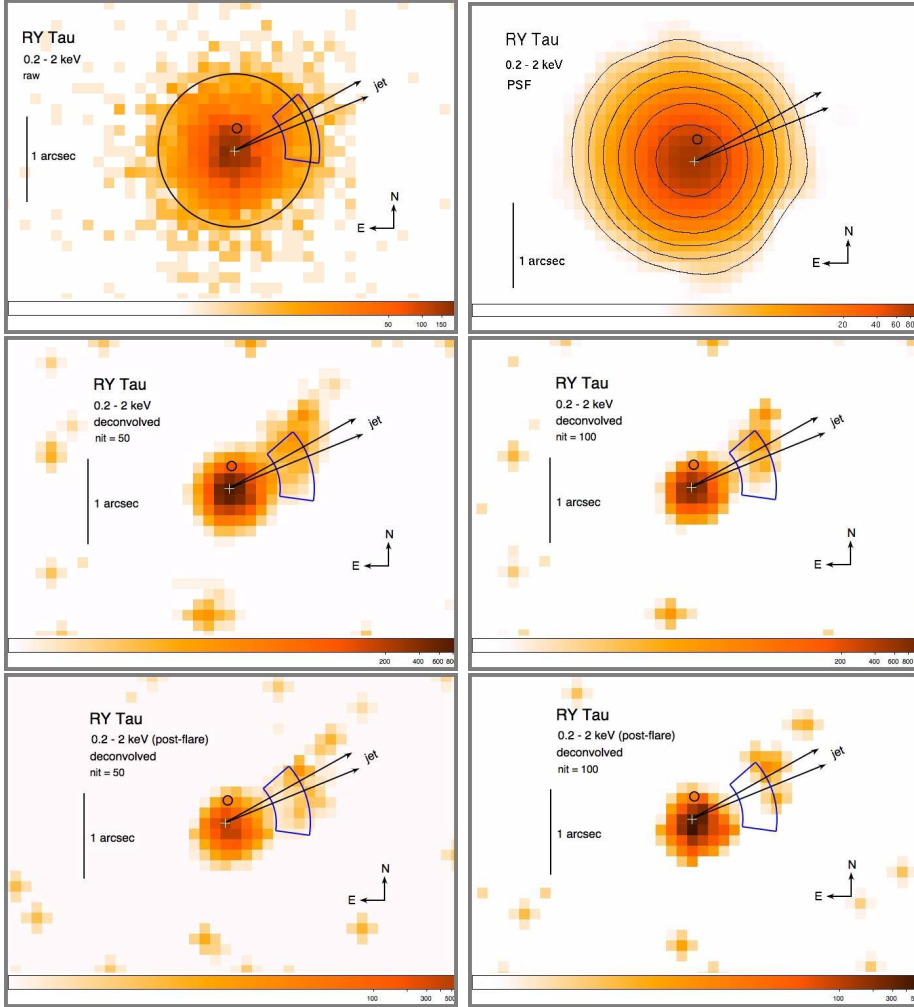 RY Tau
0.2 - 2 keV
raw
jet
1 arcsec
N
E
50 100 150
RY Tau
0.2 - 2 keV
PSF
1 arcsec
N
E
20 40 60 80
RY Tau
0.2 - 2 keV
deconvolved
nit = 50
jet
1 arcsec
N
E
200 400 600
RY Tau
0.2 - 2 keV
deconvolved
nit = 100
jet
1 arcsec
N
E
200 400 600 800
RY Tau
0.2 - 2 keV (post-flare)
deconvolved
nit = 50
jet
1 arcsec
N
E
100 300 500
RY Tau
0.2 - 2 keV (post-flare)
deconvolved
nit = 100
jet
1 arcsec
N
E
100 300